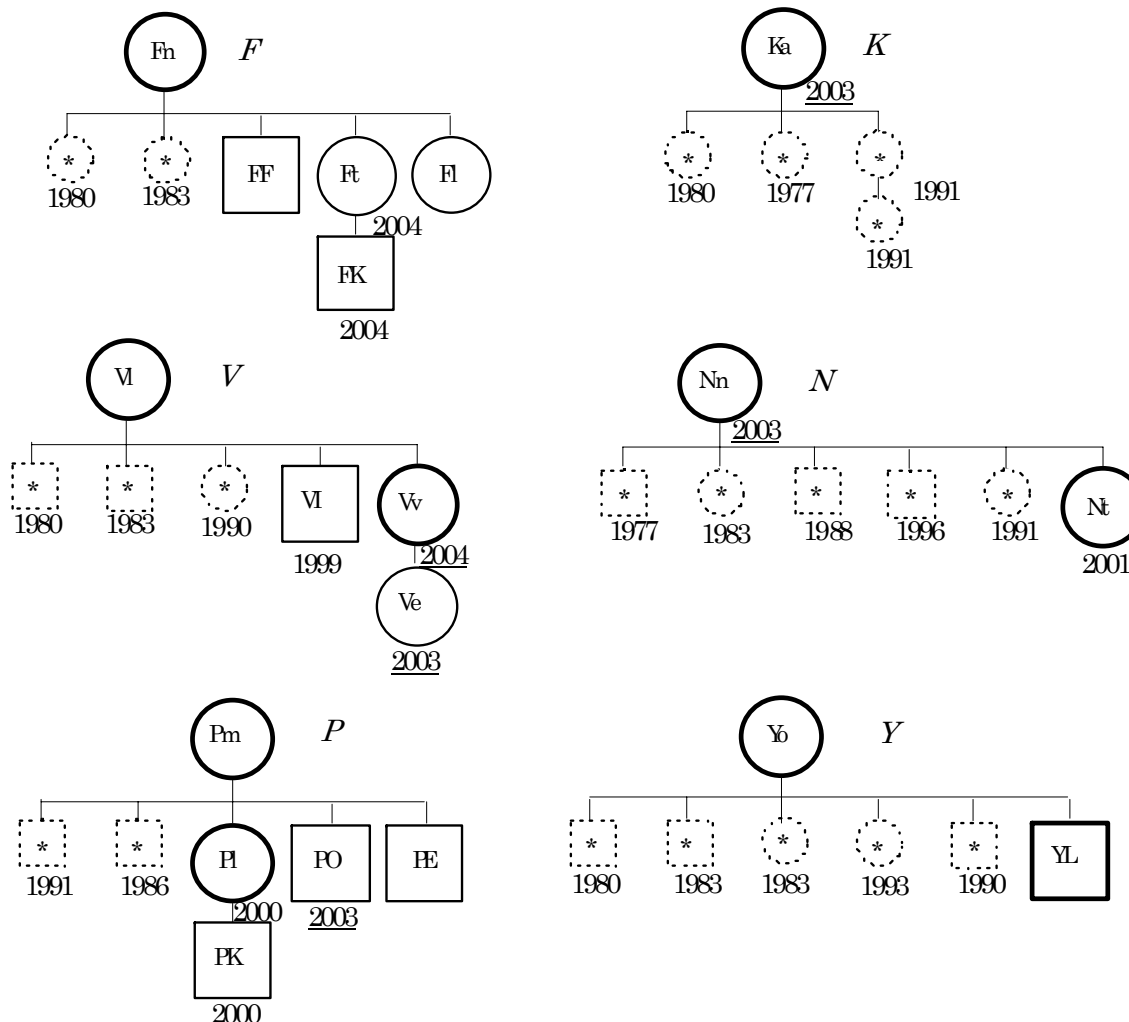 Fn F Ka K
2003
* * FF Ft Fl * * *
1980 1983 1980 1977 1991
2004
FK *
1991
2004
Vl V Nn N
2003
* * * VI Vv * * * * * Nt
1980 1983 1990 1977 1983 1988 1996 1991
1999 2004 2001
Ve
2003
Pm P Yo Y
* * Pl PO PE * * * * * YL
1991 1986 1980 1983 1983 1993 1990
2000 2003
PK
2000